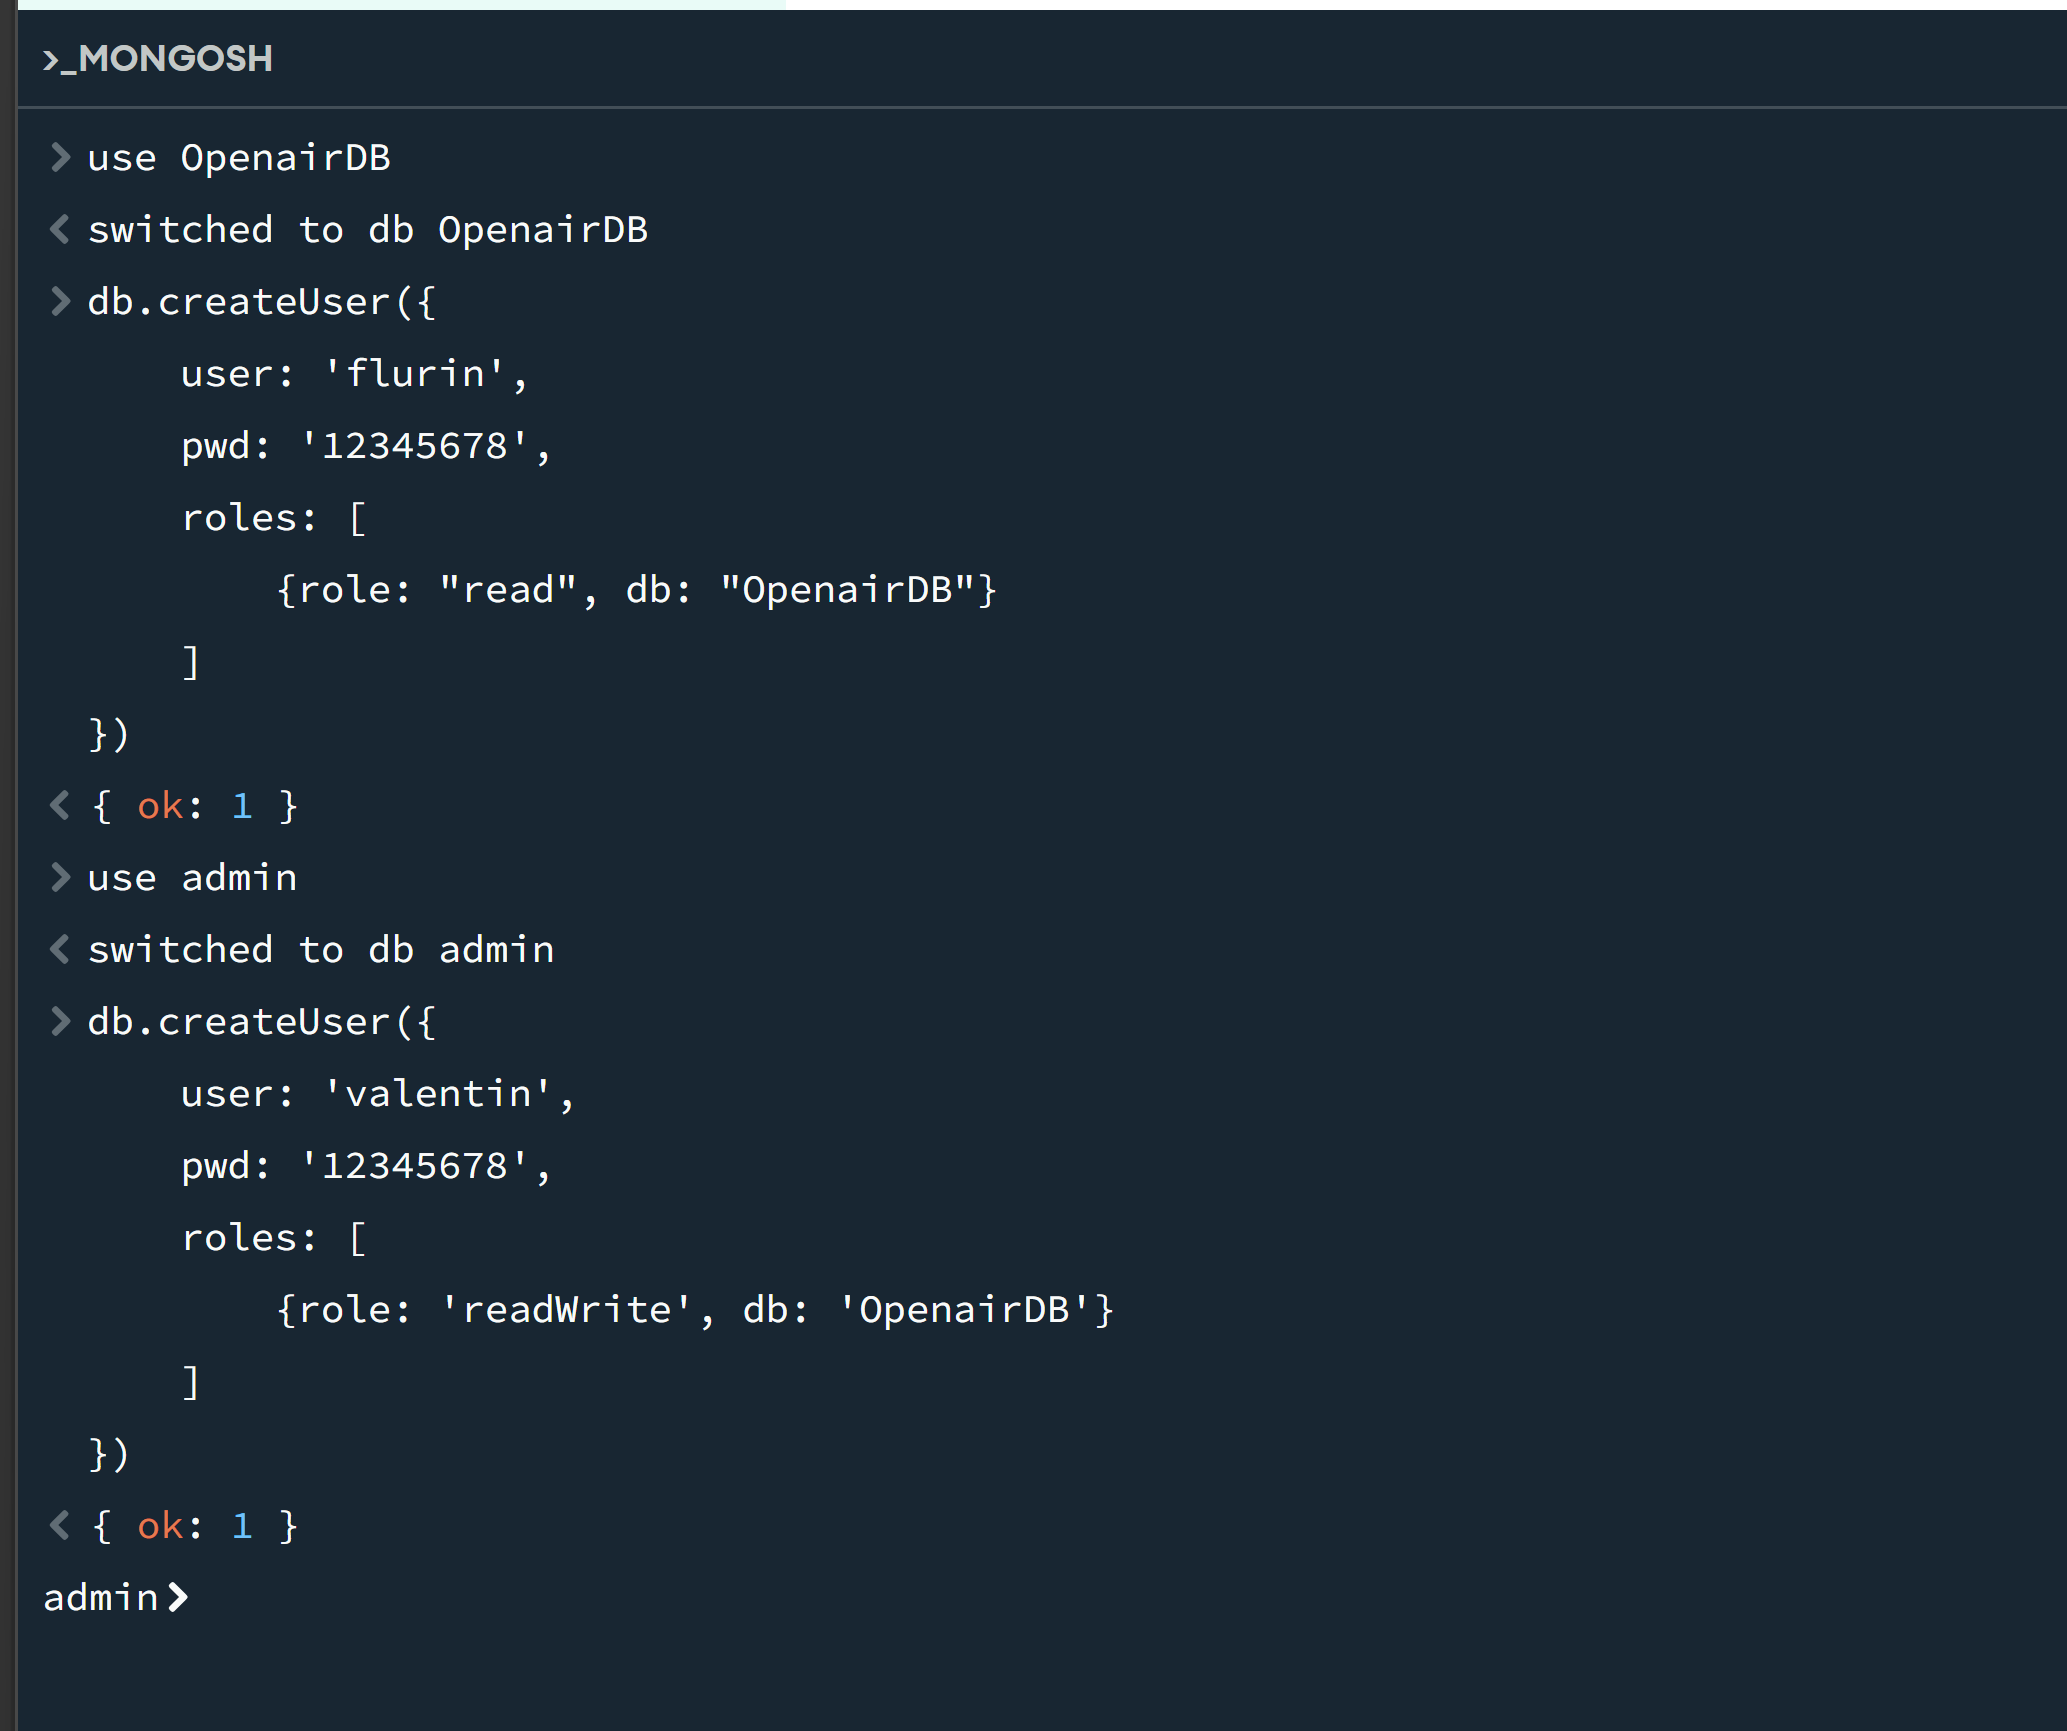 >_MONGOSH
> use OpenairDB
< switched to db OpenairDB
> db.createUser({
    user: 'flurin',
    pwd: '12345678',
    roles: [
        {role: "read", db: "OpenairDB"}
    ]
})
< { ok: 1 }
> use admin
< switched to db admin
> db.createUser({
    user: 'valentin',
    pwd: '12345678',
    roles: [
        {role: 'readWrite', db: 'OpenairDB'}
    ]
})
< { ok: 1 }
admin>